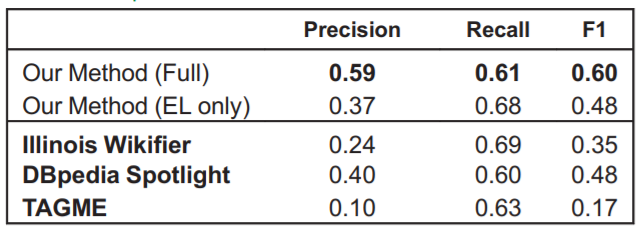 Precision Recall F1
Our Method (Full) 0.59 0.61 0.60
Our Method (EL only) 0.37 0.68 0.48
Illinois Wikifier 0.24 0.69 0.35
DBpedia Spotlight 0.40 0.60 0.48
TAGME 0.10 0.63 0.17